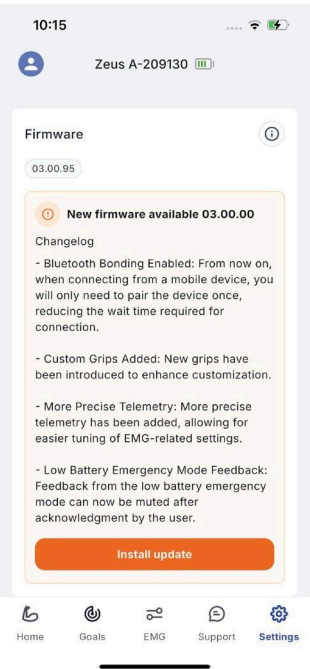 10:15
Zeus A-209130
Firmware
03.00.95
New firmware available 03.00.00
Changelog
- Bluetooth Bonding Enabled: From now on,
when connecting from a mobile device, you
will only need to pair the device once,
reducing the wait time required for
connection.
- Custom Grips Added: New grips have
been introduced to enhance customization.
- More Precise Telemetry: More precise
telemetry has been added, allowing for
easier tuning of EMG-related settings.
- Low Battery Emergency Mode Feedback:
Feedback from the low battery emergency
mode can now be muted after
acknowledgment by the user.
Install update
Home Goals EMG Support Settings